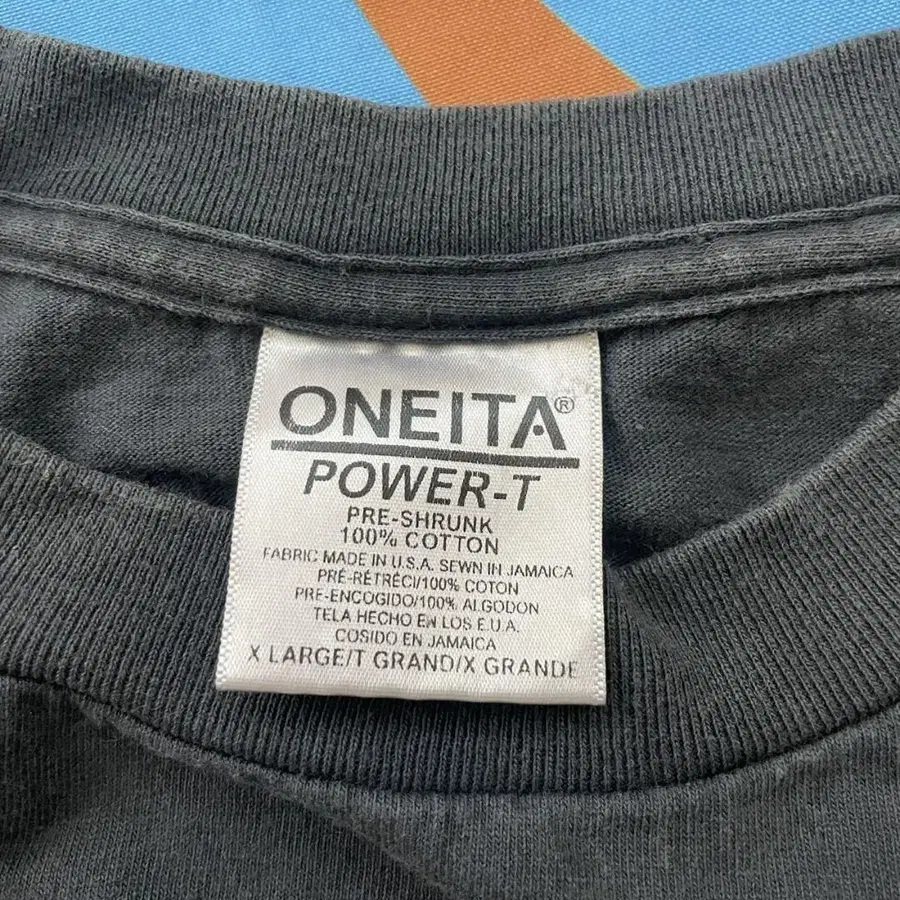 ONEITA®
POWER-T
PRE-SHRUNK
100% COTTON
FABRIC MADE IN U.S.A. SEWN IN JAMAICA
PRÉ-RÉTRÉCI/100% COTON
PRE-ENCOGIDO/100% ALGODON
TELA HECHO EN LOS E.U.A.
COSIDO EN JAMAICA
X LARGE/T GRAND/X GRANDE